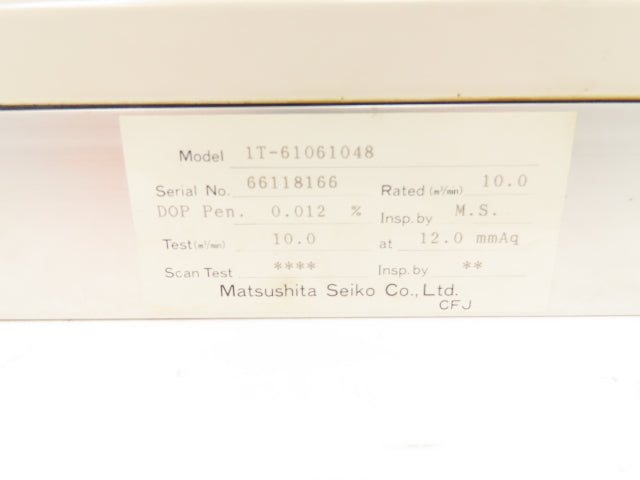 Model 1T-61061048
Serial No. 66118166 Rated (m³/min) 10.0
DOP Pen. 0.012 % Insp.by M.S.
Test (m³/min) 10.0 at 12.0 mmAq
Scan Test **** Insp.by **
Matsushita Seiko Co.,Ltd.
CFJ